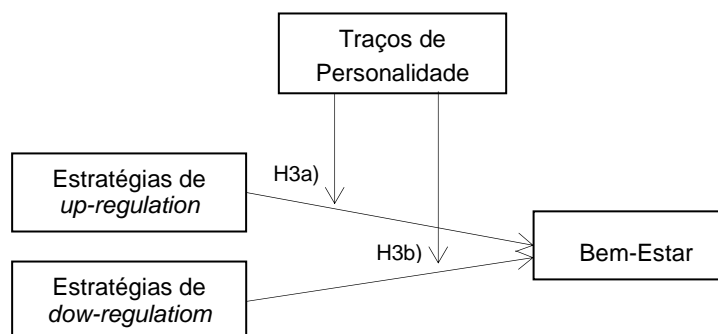 Traços de
Personalidade
H3a)
Estratégias de
up-regulation
H3b)
Bem-Estar
Estratégias de
dow-regulatiom